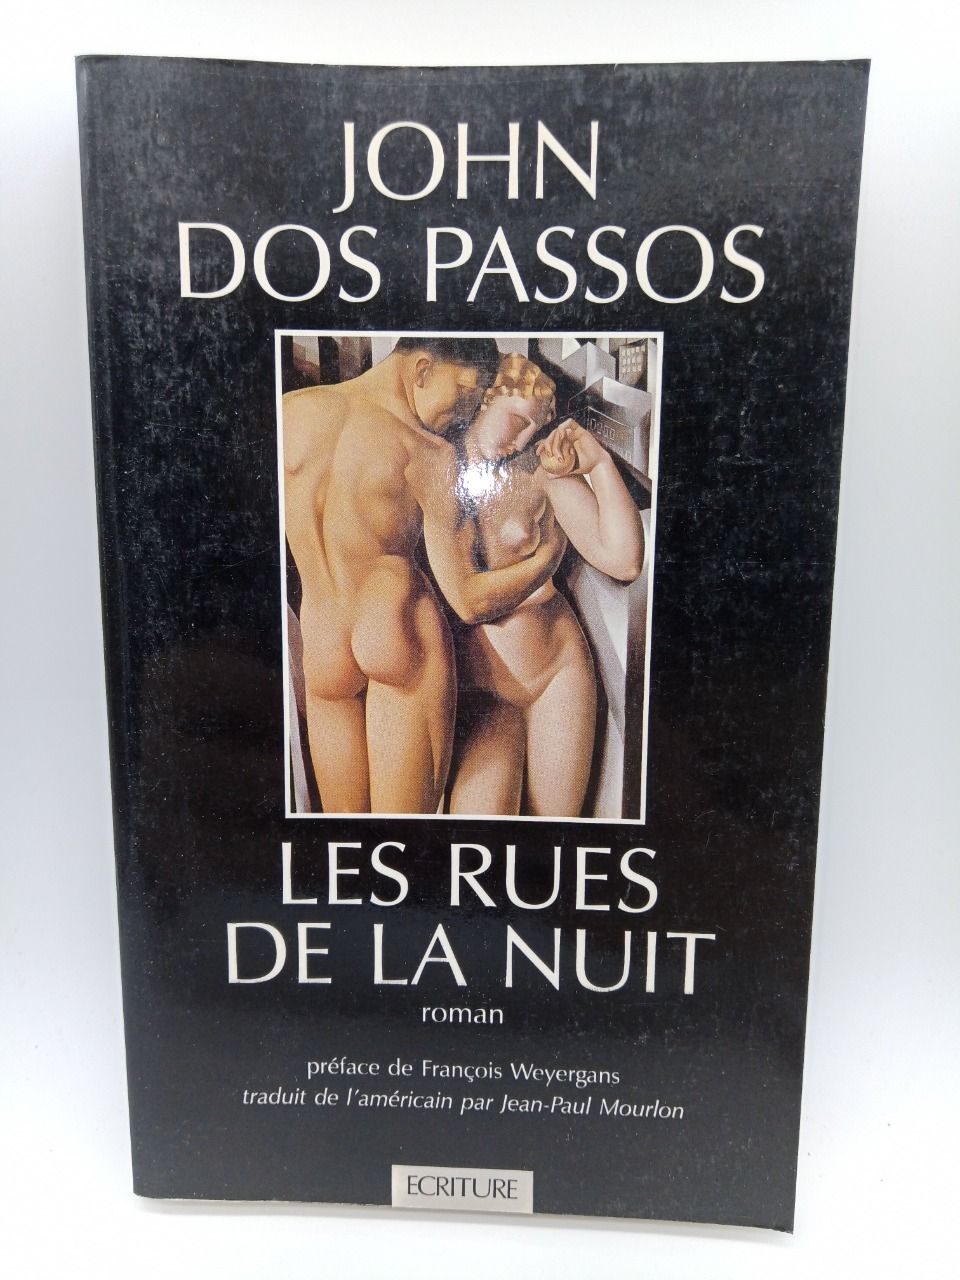 JOHN
DOS PASSOS
LES RUES
DE LA NUIT
roman
préface de François Weyergans
traduit de l'américain par Jean-Paul Mourlon
ECRITURE